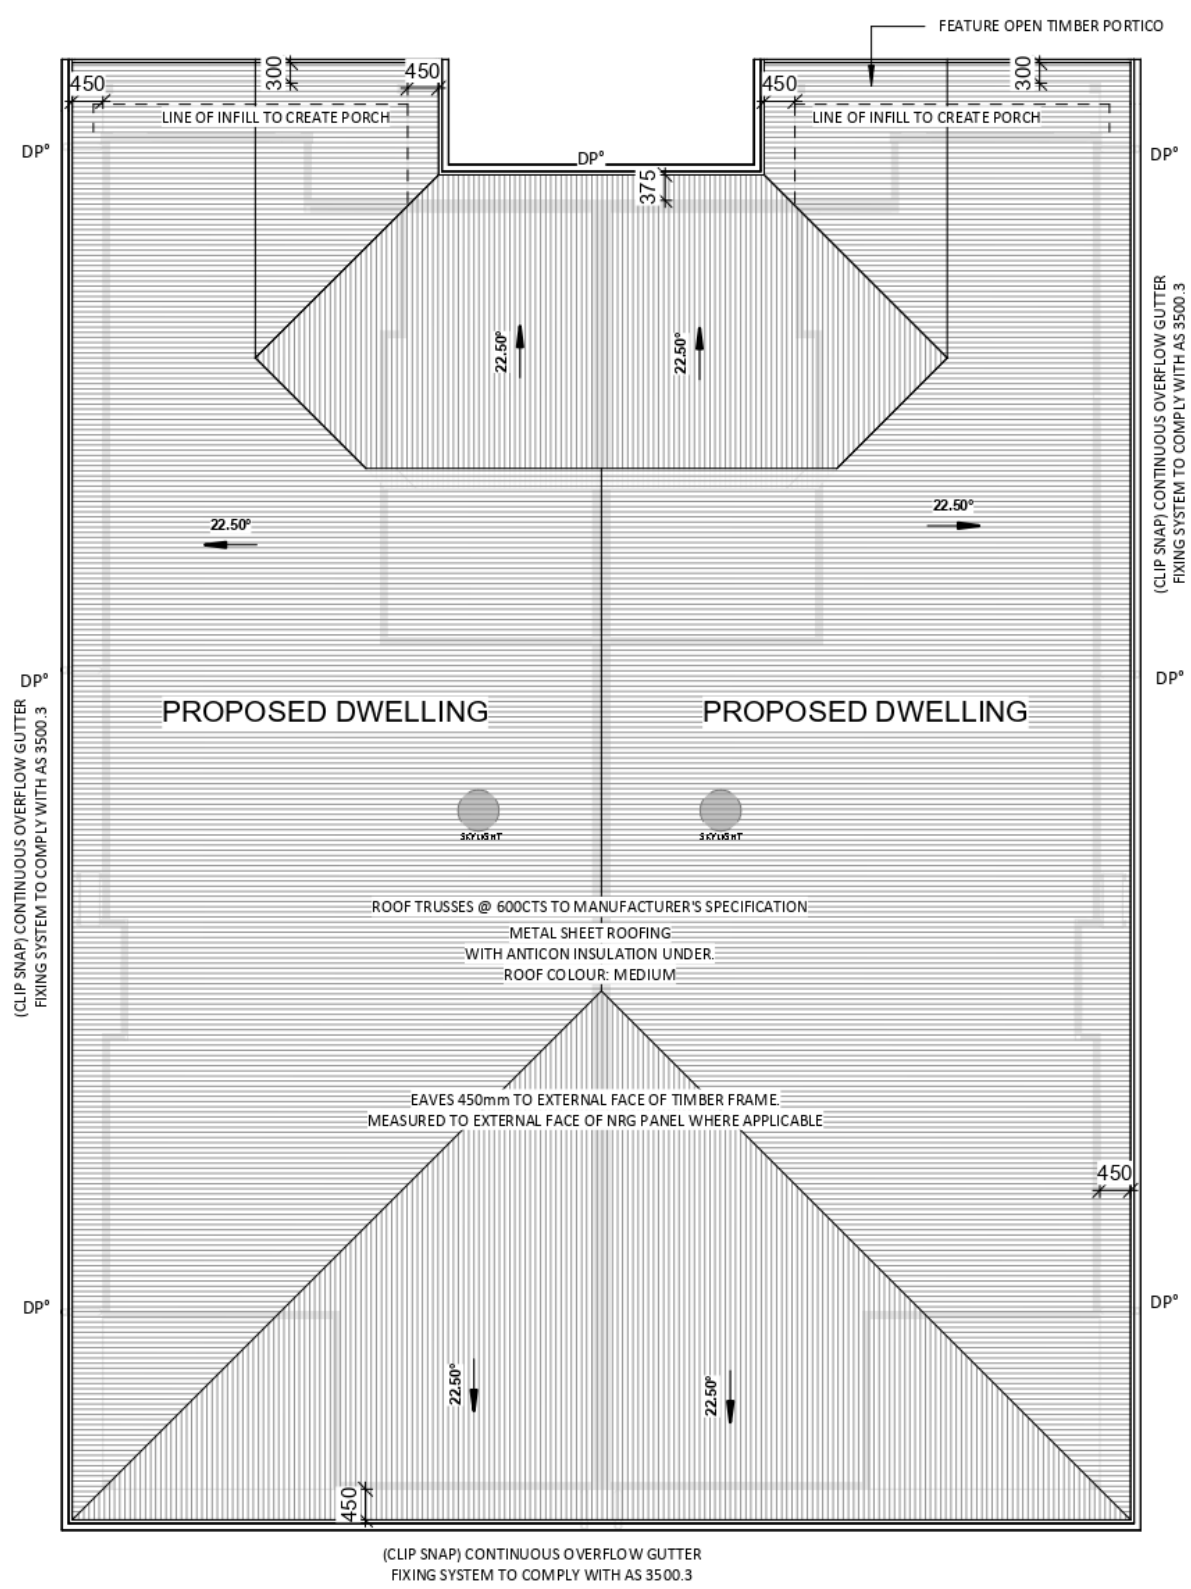 FEATURE OPEN TIMBER PORTICO
450
300
450
450
300
LINE OF INFILL TO CREATE PORCH
LINE OF INFILL TO CREATE PORCH
DP°
DP°
DP°
375
22.50°
22.50°
(CLIP SNAP) CONTINUOUS OVERFLOW GUTTER
FIXING SYSTEM TO COMPLY WITH AS 3500.3
22.50°
22.50°
DP°
DP°
(CLIP SNAP) CONTINUOUS OVERFLOW GUTTER
FIXING SYSTEM TO COMPLY WITH AS 3500.3
PROPOSED DWELLING
PROPOSED DWELLING
SKYLIGHT
SKYLIGHT
ROOF TRUSSES @ 600CTS TO MANUFACTURER'S SPECIFICATION
METAL SHEET ROOFING
WITH ANTICON INSULATION UNDER.
ROOF COLOUR: MEDIUM
EAVES 450mm TO EXTERNAL FACE OF TIMBER FRAME.
MEASURED TO EXTERNAL FACE OF NRG PANEL WHERE APPLICABLE
450
DP°
DP°
22.50°
22.50°
450
(CLIP SNAP) CONTINUOUS OVERFLOW GUTTER
FIXING SYSTEM TO COMPLY WITH AS 3500.3